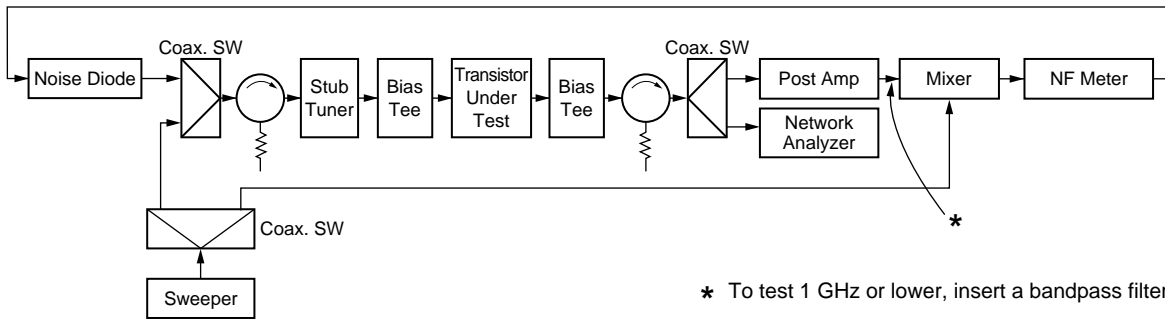 Coax. SW
Coax. SW
Noise Diode
Stub
Tuner
Bias
Tee
Transistor
Under
Test
Bias
Tee
Post Amp
Mixer
NF Meter
Network
Analyzer
Coax. SW
*
Sweeper
* To test 1 GHz or lower, insert a bandpass filter